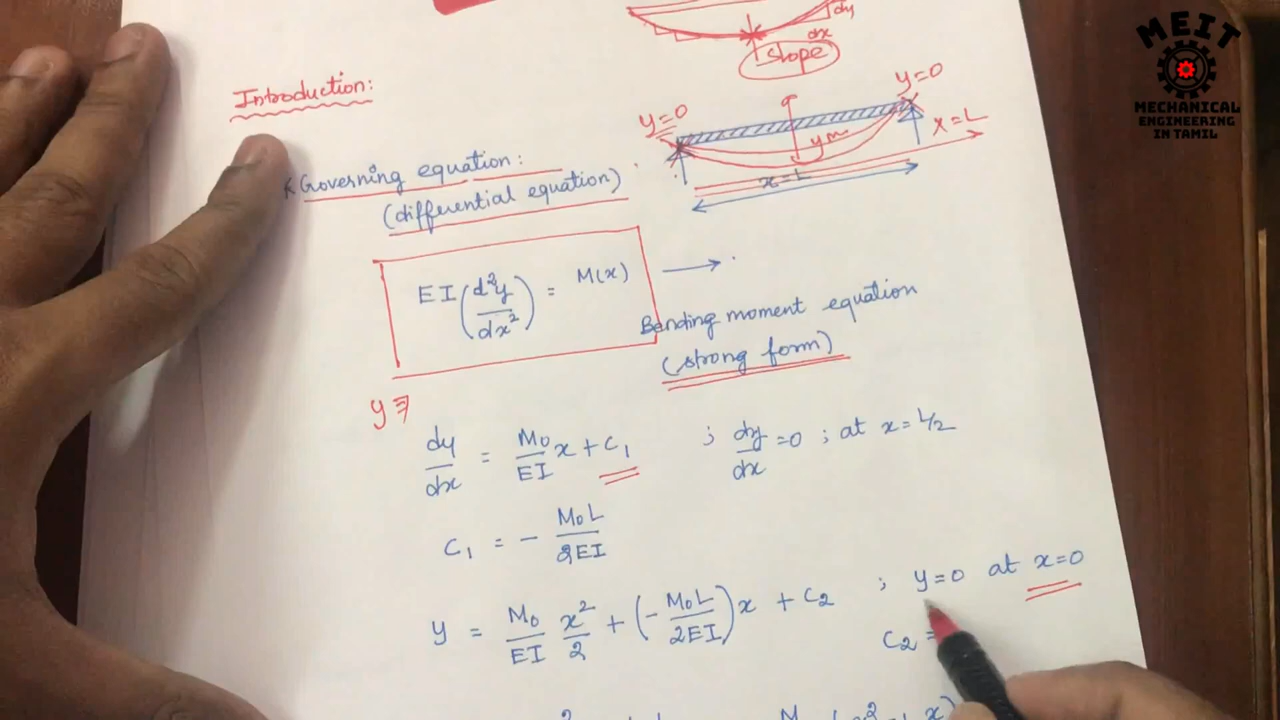 dy
dx
slope
MEIT
MECHANICAL
ENGINEERING
IN TAMIL
Introduction:
y=0
y=0
x=L
ym
x=L
Governing equation:
(differential equation)
EI(d²y/dx²) = M(x)
Bending moment equation
(strong form)
y =
dy/dx = M₀/EI x + C₁ ; dy/dx = 0 ; at x = L/2
C₁ = - M₀L/2EI
y = M₀/EI x²/2 + (-M₀L/2EI)x + C₂ ; y=0 at x=0
C₂ =